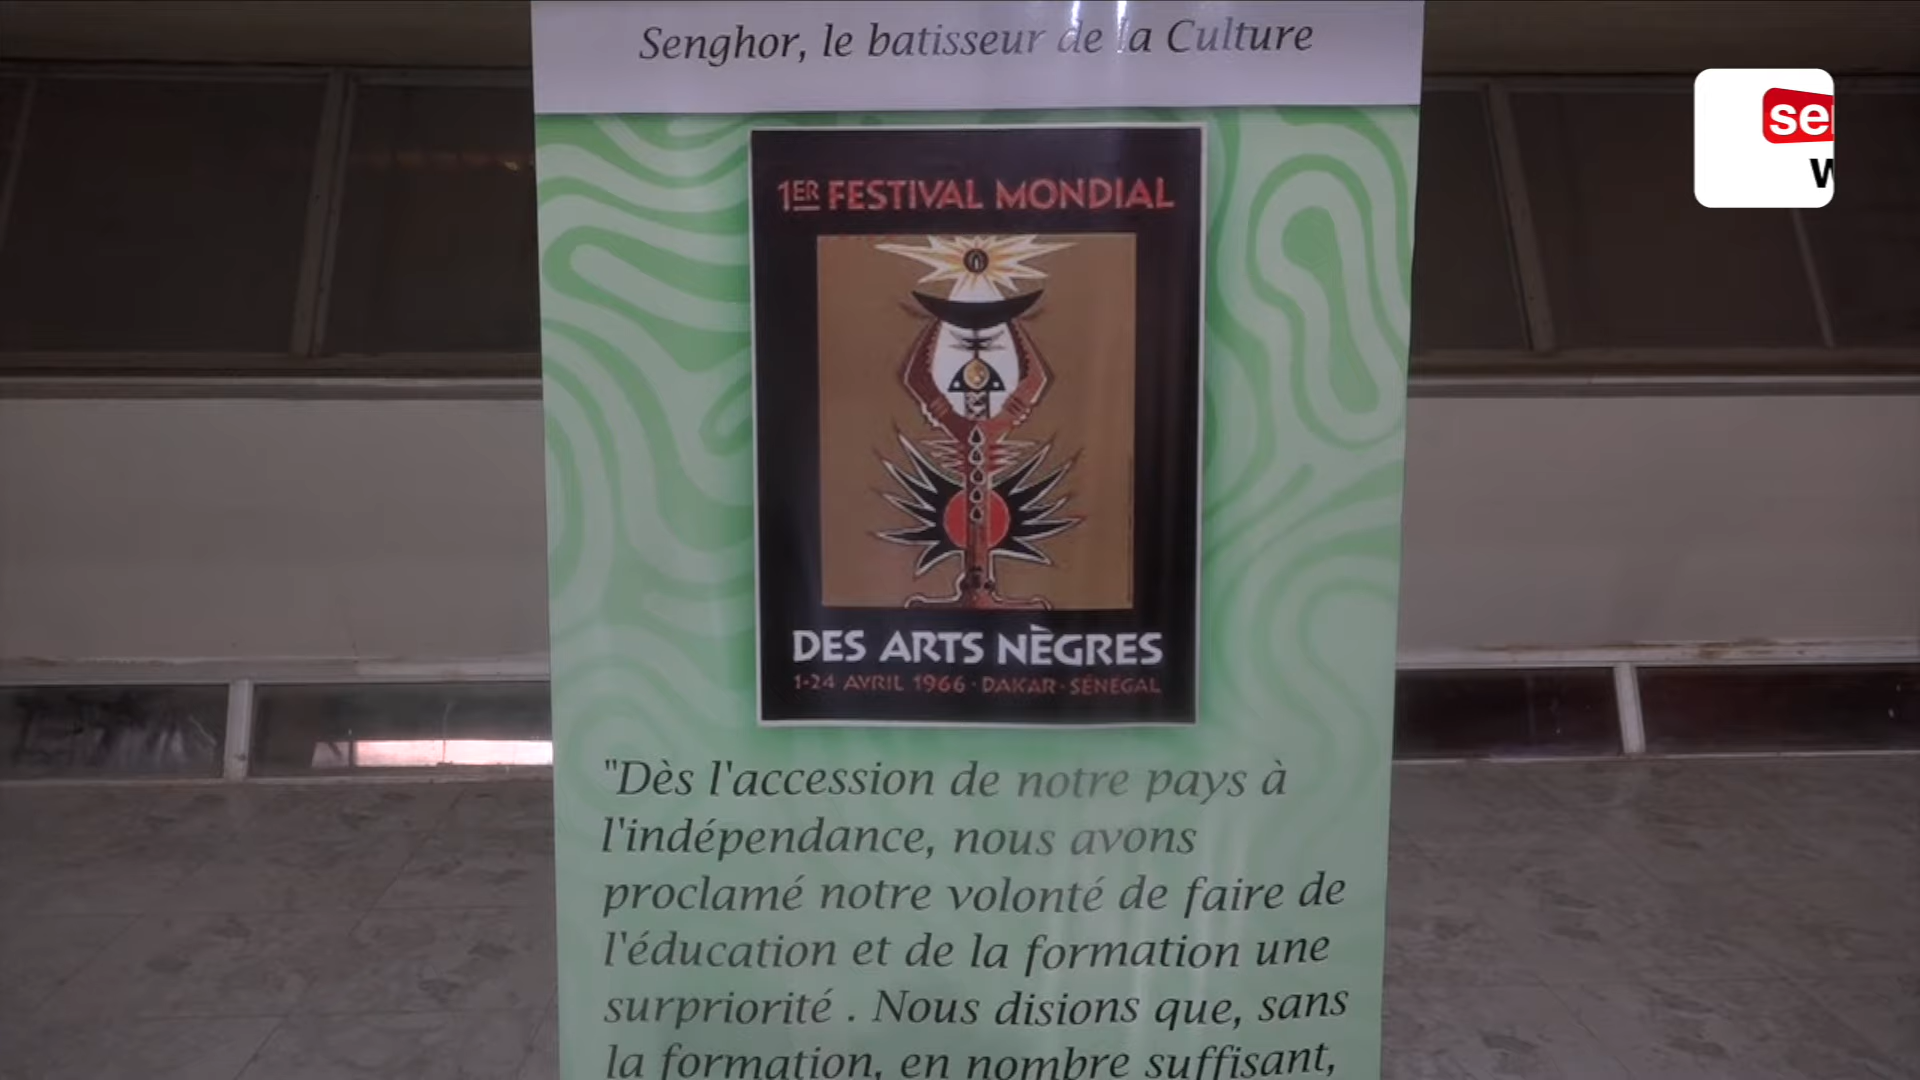 Senghor, le batisseur de la Culture
1ER FESTIVAL MONDIAL
DES ARTS NÈGRES
1-24 AVRIL 1966 · DAKAR · SÉNÉGAL
"Dès l'accession de notre pays à
l'indépendance, nous avons
proclamé notre volonté de faire de
l'éducation et de la formation une
surpriorité . Nous disions que, sans
la formation, en nombre suffisant,